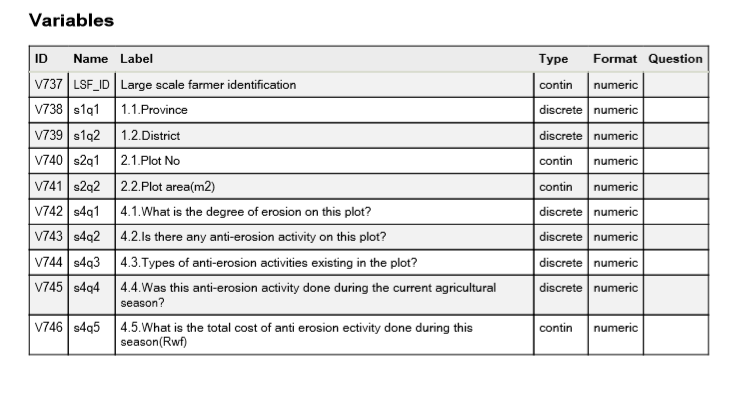 Variables
ID Name Label Type Format Question
V737 LSF_ID Large scale farmer identification contin numeric
V738 s1q1 1.1.Province discrete numeric
V739 s1q2 1.2.District discrete numeric
V740 s2q1 2.1.Plot No contin numeric
V741 s2q2 2.2.Plot area(m2) contin numeric
V742 s4q1 4.1.What is the degree of erosion on this plot? discrete numeric
V743 s4q2 4.2.Is there any anti-erosion activity on this plot? discrete numeric
V744 s4q3 4.3.Types of anti-erosion activities existing in the plot? discrete numeric
V745 s4q4 4.4.Was this anti-erosion activity done during the current agricultural discrete numeric
season?
V746 s4q5 4.5.What is the total cost of anti erosion ectivity done during this contin numeric
season(Rwf)